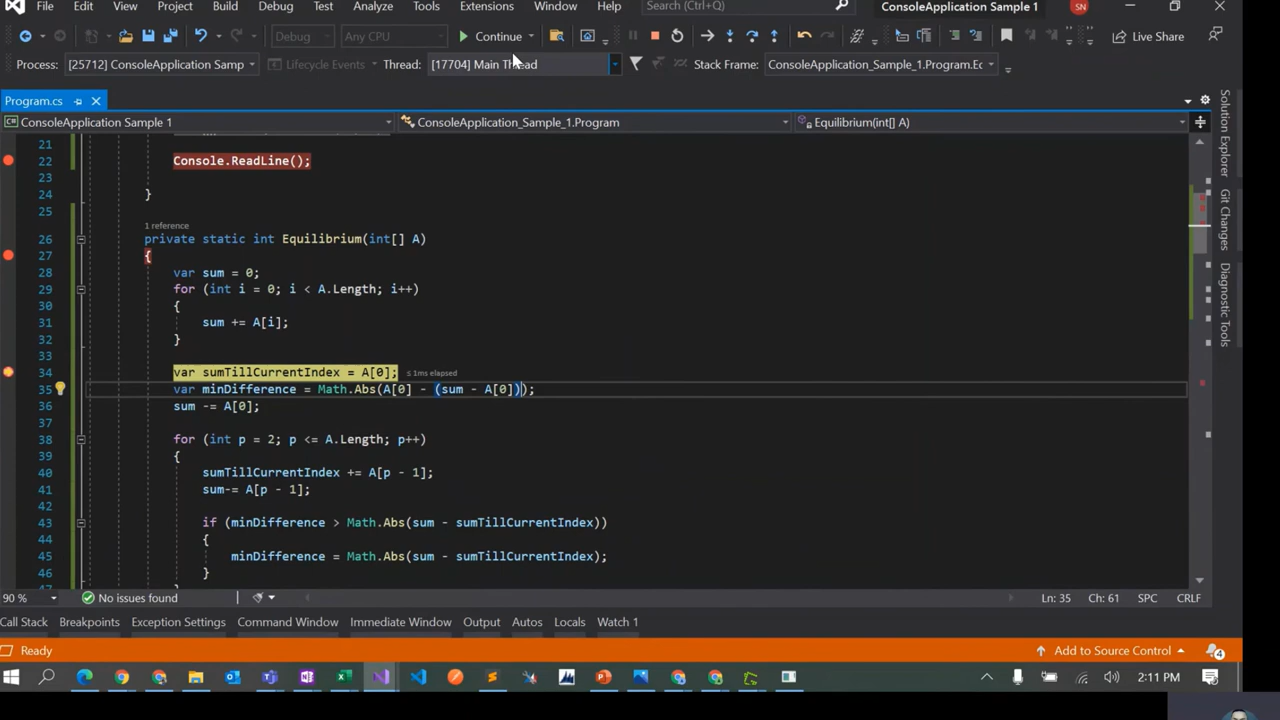 File Edit View Project Build Debug Test Analyze Tools Extensions Window Help Search (Ctrl+Q) ConsoleApplication Sample 1 SN
Debug Any CPU Continue Live Share
Process: [25712] ConsoleApplication Samp Lifecycle Events Thread: [17704] Main Thread Stack Frame: ConsoleApplication_Sample_1.Program.Ec
Program.cs
ConsoleApplication Sample 1 ConsoleApplication_Sample_1.Program Equilibrium(int[] A)
21
22 Console.ReadLine();
23
24 }
25
1 reference
26 private static int Equilibrium(int[] A)
27 {
28 var sum = 0;
29 for (int i = 0; i < A.Length; i++)
30 {
31 sum += A[i];
32 }
33
34 var sumTillCurrentIndex = A[0]; ≤ 1ms elapsed
35 var minDifference = Math.Abs(A[0] - (sum - A[0]));
36 sum -= A[0];
37
38 for (int p = 2; p <= A.Length; p++)
39 {
40 sumTillCurrentIndex += A[p - 1];
41 sum-= A[p - 1];
42
43 if (minDifference > Math.Abs(sum - sumTillCurrentIndex))
44 {
45 minDifference = Math.Abs(sum - sumTillCurrentIndex);
46 }
Solution Explorer
Git Changes
Diagnostic Tools
90 % No issues found Ln: 35 Ch: 61 SPC CRLF
Call Stack Breakpoints Exception Settings Command Window Immediate Window Output Autos Locals Watch 1
Ready Add to Source Control 4
2:11 PM